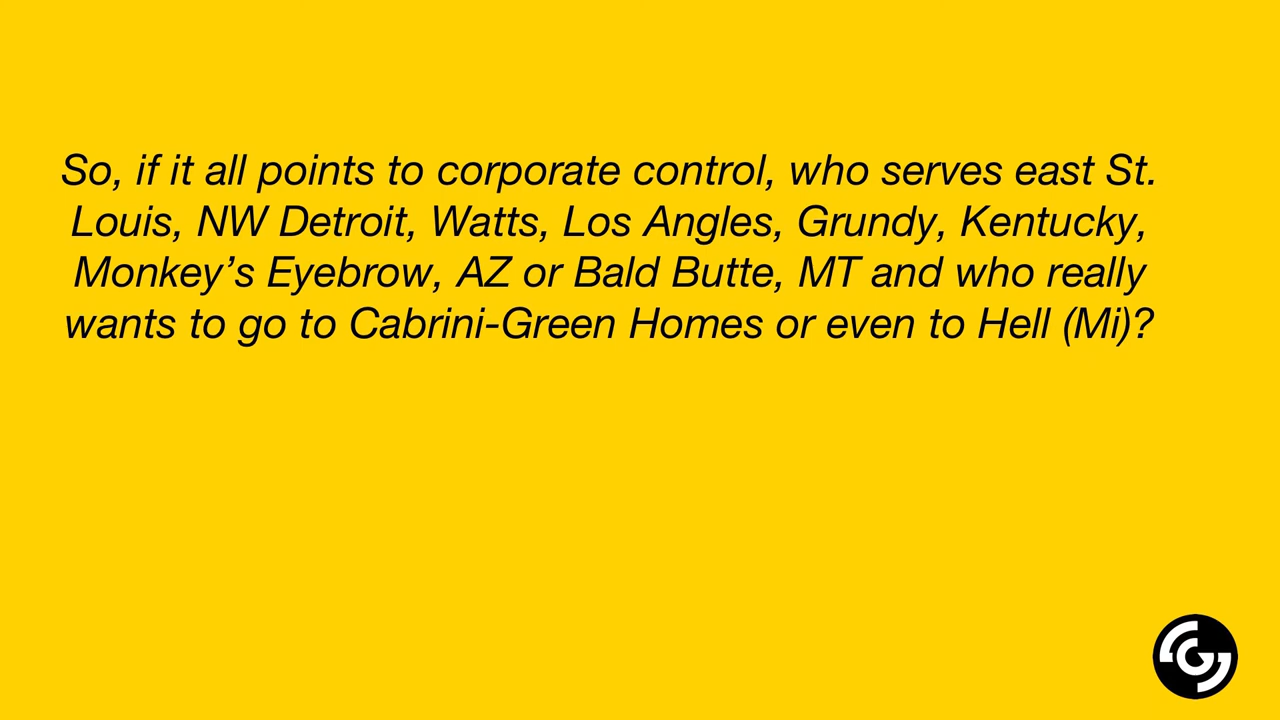 So, if it all points to corporate control, who serves east St.
Louis, NW Detroit, Watts, Los Angles, Grundy, Kentucky,
Monkey’s Eyebrow, AZ or Bald Butte, MT and who really
wants to go to Cabrini-Green Homes or even to Hell (Mi)?